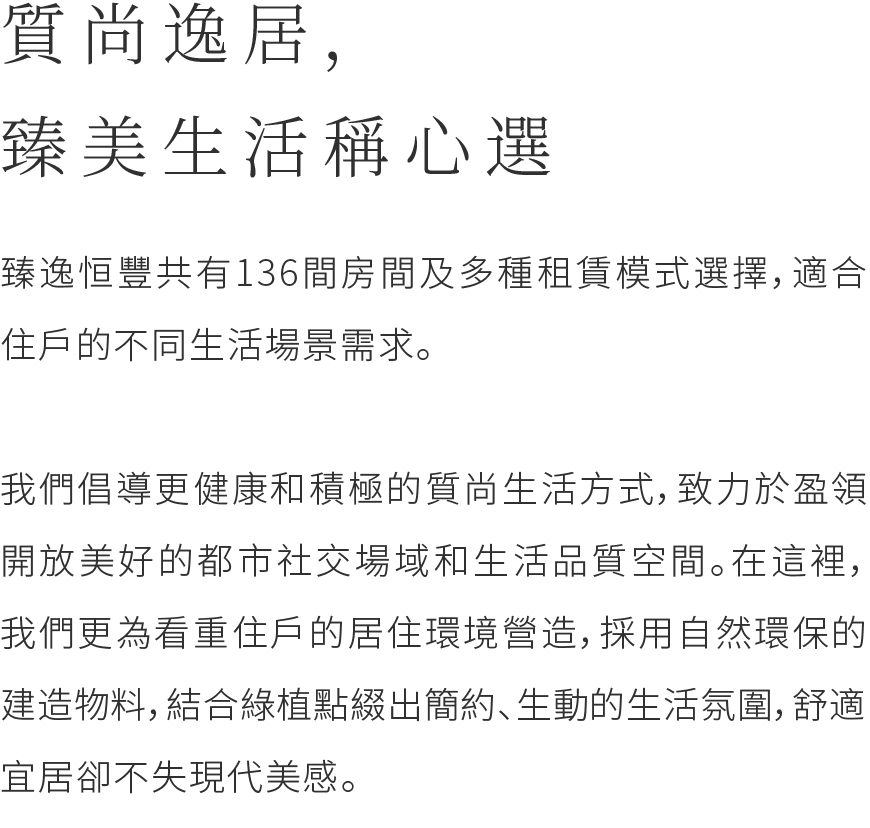 質尚逸居，
臻美生活稱心選
臻逸恒豐共有136間房間及多種租賃模式選擇，適合
住戶的不同生活場景需求。
我們倡導更健康和積極的質尚生活方式，致力於盈領
開放美好的都市社交場域和生活品質空間。在這裡，
我們更為看重住戶的居住環境營造，採用自然環保的
建造物料，結合綠植點綴出簡約、生動的生活氛圍，舒適
宜居卻不失現代美感。